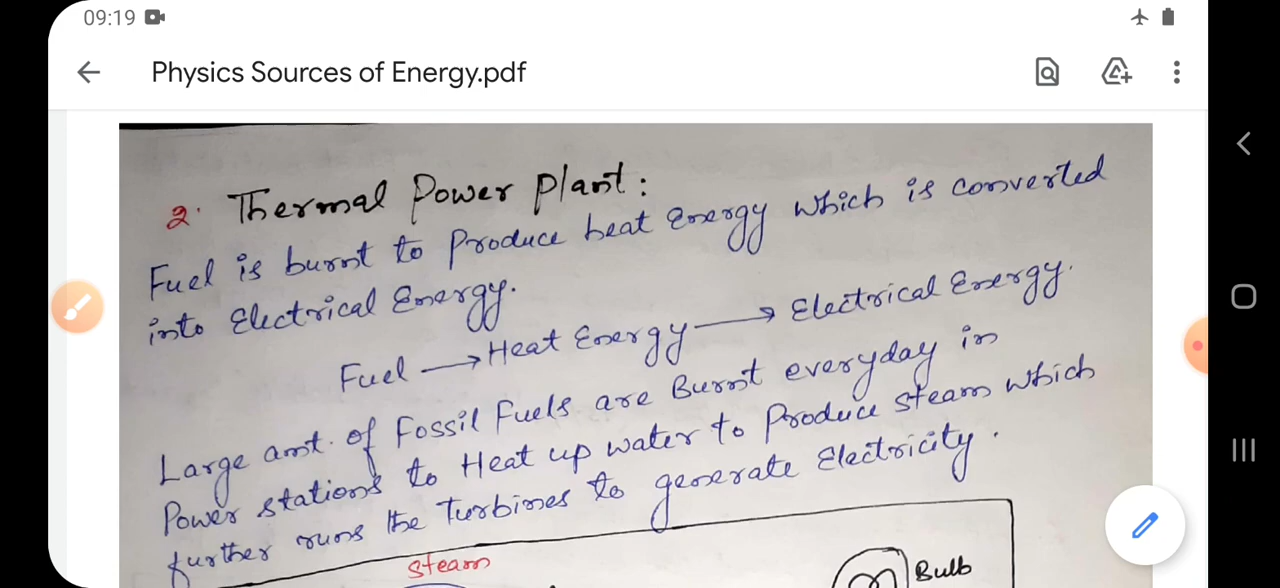 09:19
Physics Sources of Energy.pdf
2. Thermal Power Plant:
Fuel is burnt to Produce heat Energy which is converted
into Electrical Energy.
Fuel → Heat Energy → Electrical Energy.
Large amt. of Fossil Fuels are Burnt everyday in
Power stations to Heat up water to Produce steam which
further runs the Turbines to generate Electricity.
steam
Bulb